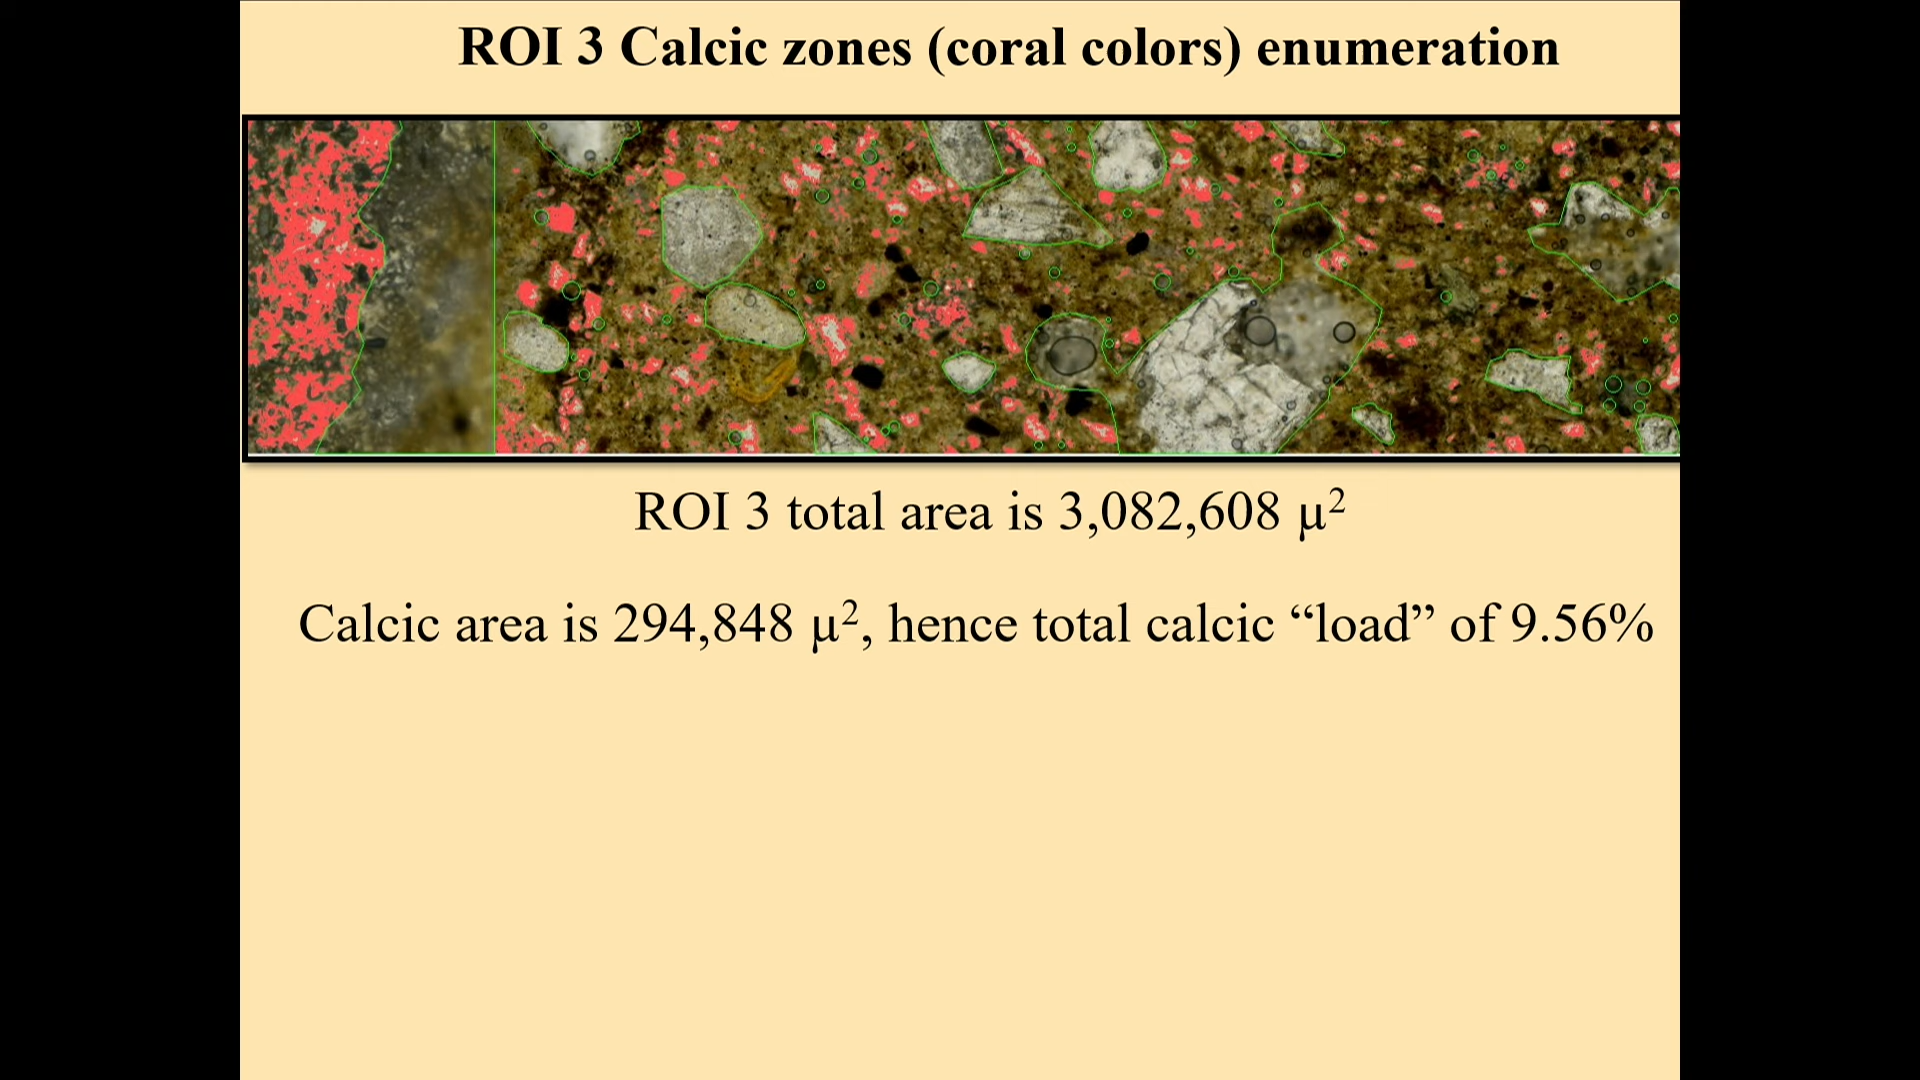 ROI 3 Calcic zones (coral colors) enumeration
ROI 3 total area is 3,082,608 μ²
Calcic area is 294,848 μ², hence total calcic “load” of 9.56%